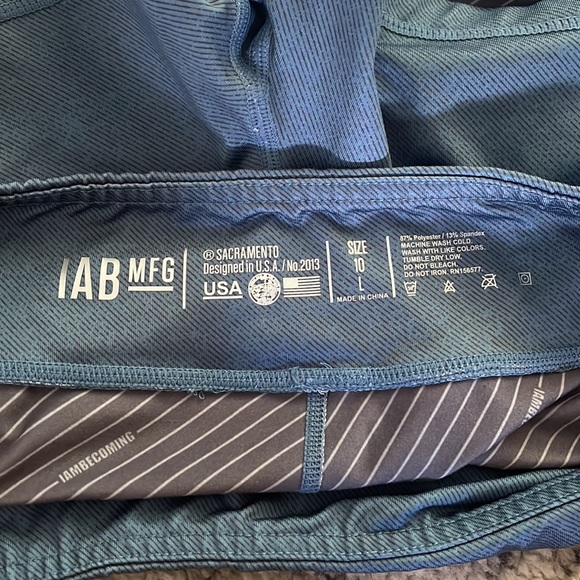 IAB MFG
® SACRAMENTO
Designed in U.S.A. / No.2013
USA
SIZE
10
L
MADE IN CHINA
87% Polyester / 13% Spandex
MACHINE WASH COLD.
WASH WITH LIKE COLORS.
TUMBLE DRY LOW.
DO NOT BLEACH.
DO NOT IRON. RN156577.
IAMBECOMING
IAMBECOMING